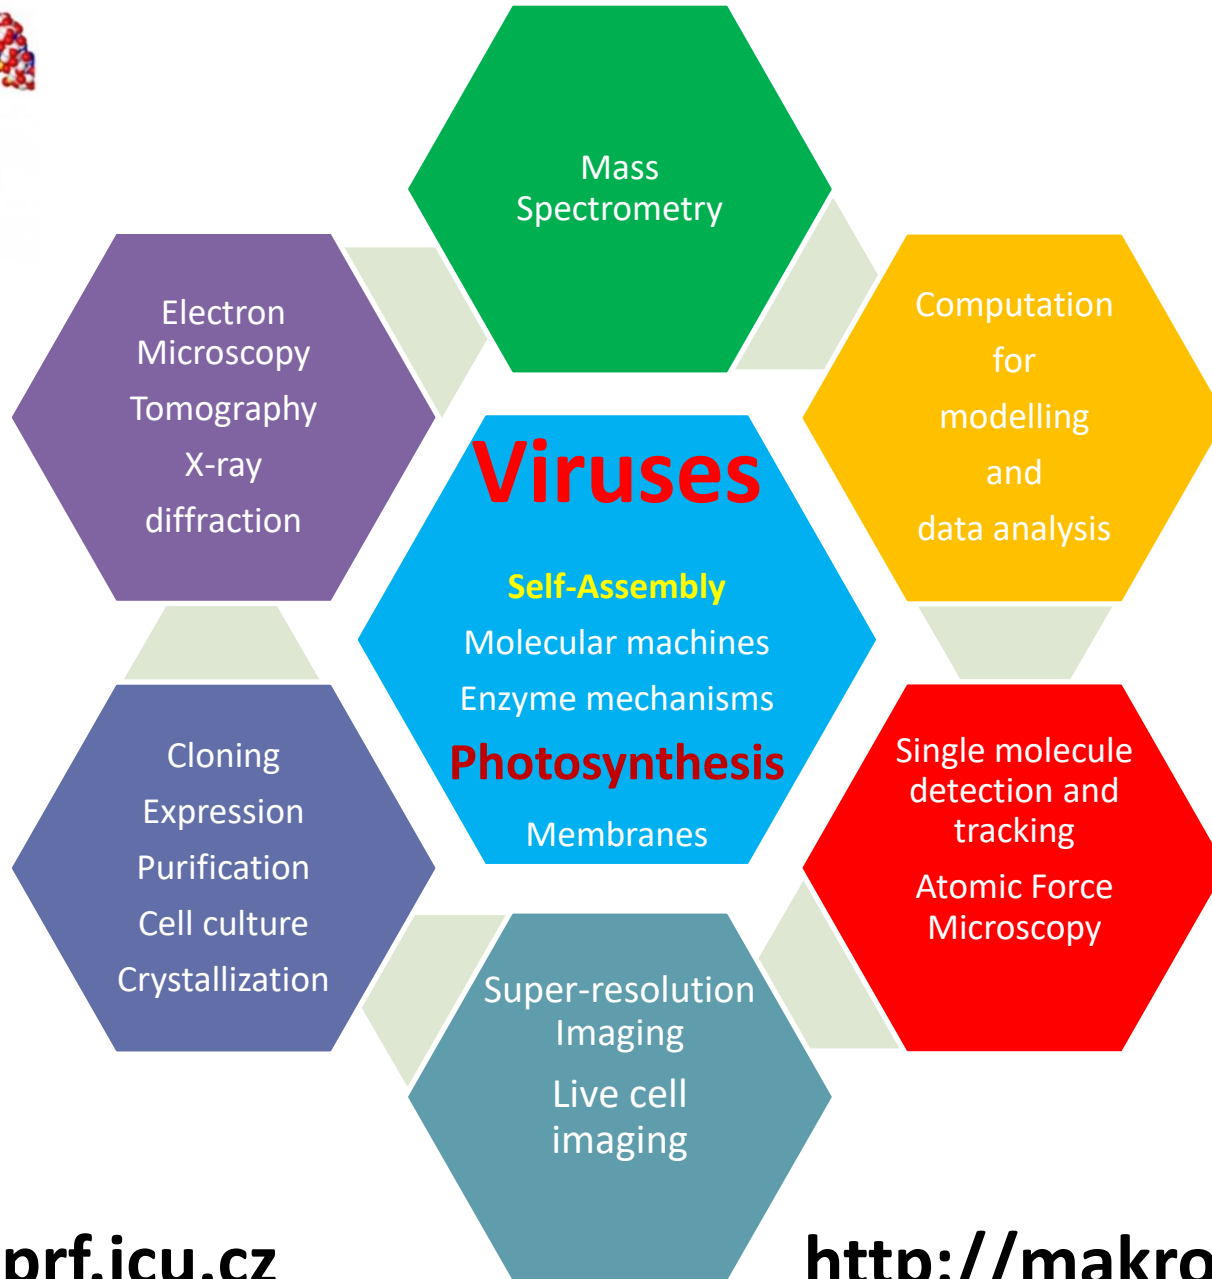 Mass
Spectrometry
Electron
Microscopy
Tomography
X-ray
diffraction
Computation
for
modelling
and
data analysis
Viruses
Self-Assembly
Molecular machines
Enzyme mechanisms
Photosynthesis
Membranes
Cloning
Expression
Purification
Cell culture
Crystallization
Single molecule
detection and
tracking
Atomic Force
Microscopy
Super-resolution
Imaging
Live cell
imaging
prf.jcu.cz
http://makro